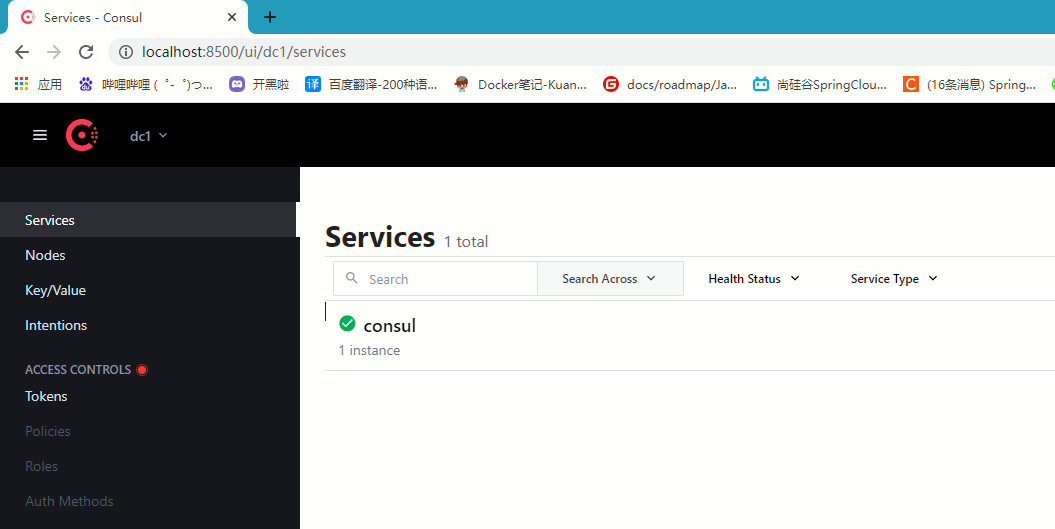 Services - Consul
localhost:8500/ui/dc1/services
应用 哔哩哔哩 (゜-゜)つ... 开黑啦 百度翻译-200种语... Docker笔记-Kuan... docs/roadmap/Ja... 尚硅谷SpringClou... (16条消息) Spring...
dc1
Services
Nodes
Key/Value
Intentions
ACCESS CONTROLS
Tokens
Policies
Roles
Auth Methods
Services 1 total
Search Search Across Health Status Service Type
consul
1 instance